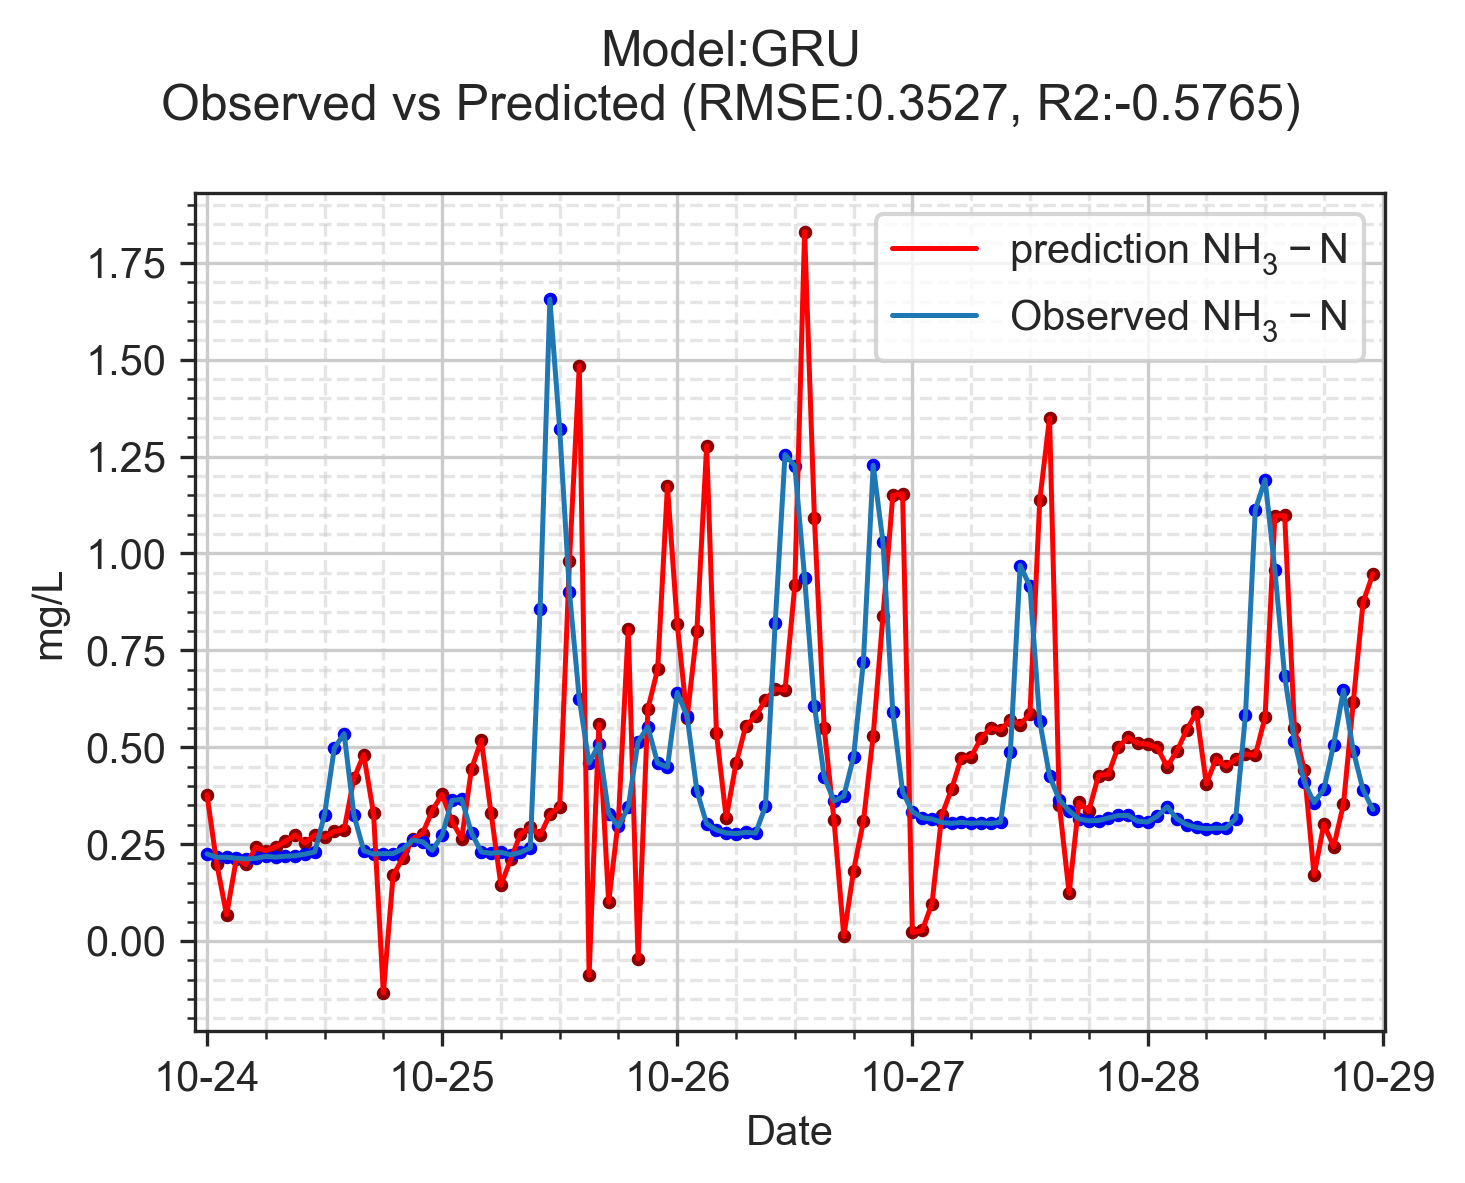 Model:GRU
Observed vs Predicted (RMSE:0.3527, R2:-0.5765)
prediction NH₃ − N
Observed NH₃ − N
1.75
1.50
1.25
1.00
0.75
0.50
0.25
0.00
mg/L
10-24 10-25 10-26 10-27 10-28 10-29
Date